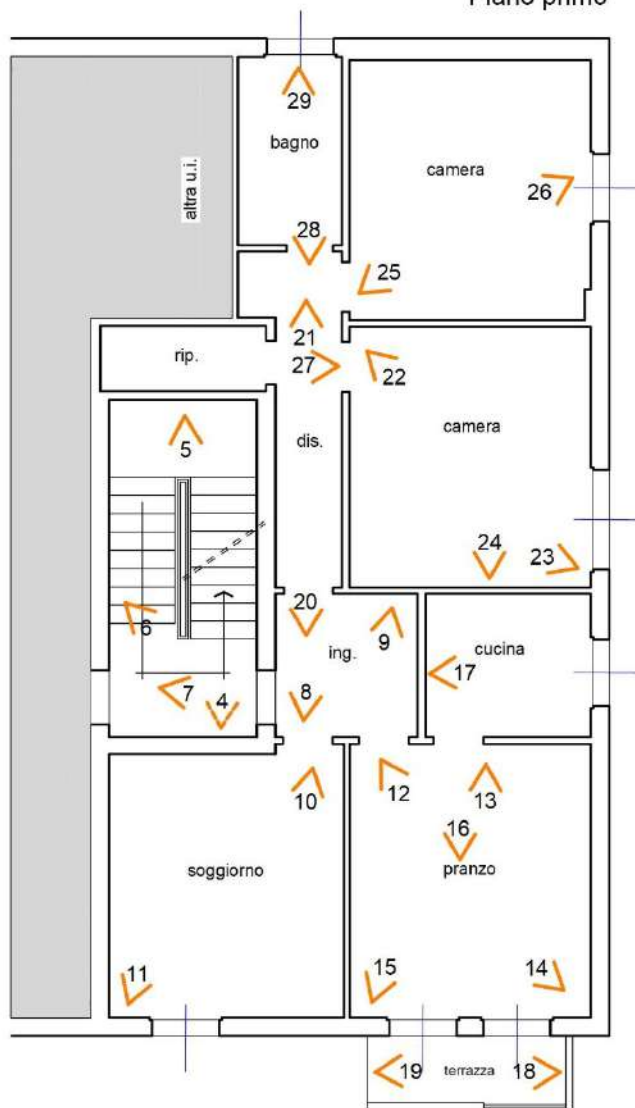 Piano primo
29
bagno
altra u.i.
camera
26
28
25
21
rip.
27
22
dis.
camera
5
24
23
20
6
9
cucina
ing.
17
7
4
8
10
12
13
16
soggiorno
pranzo
11
15
14
19
terrazza
18